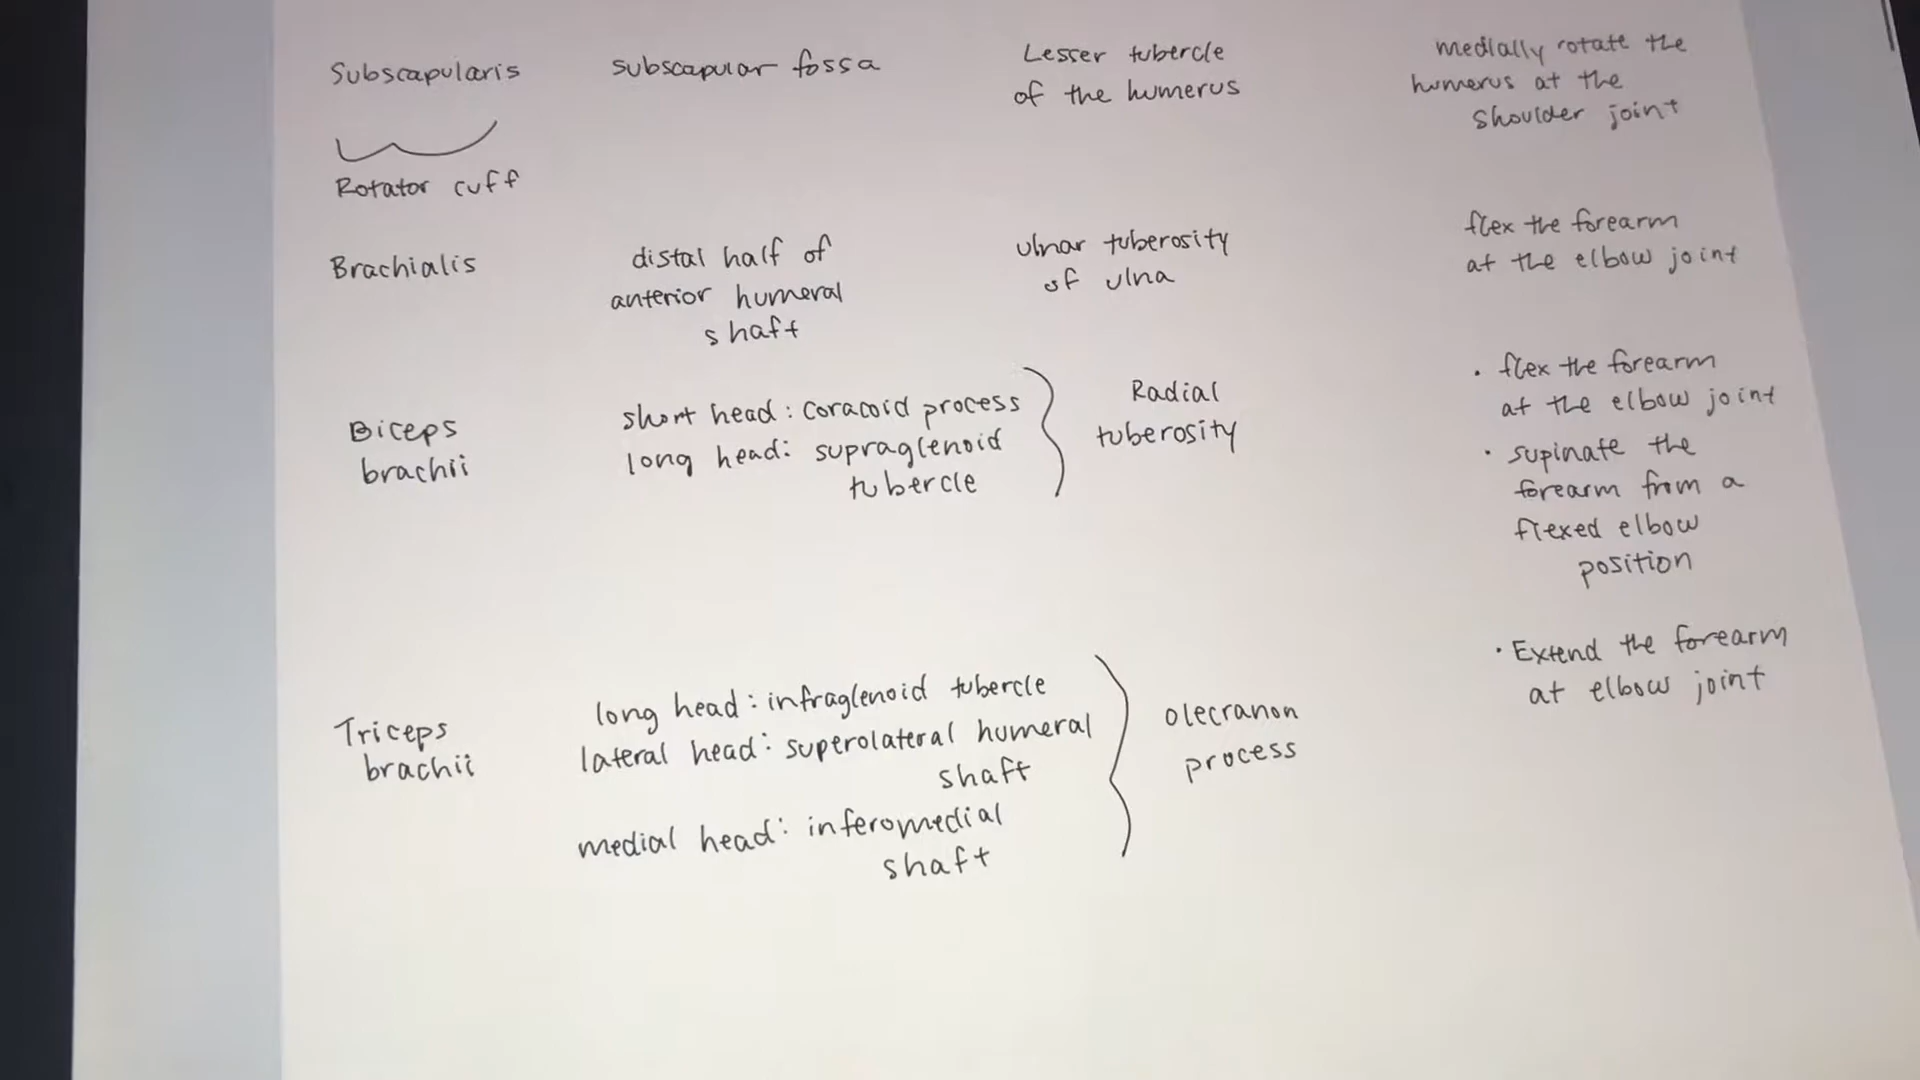 Subscapularis
subscapular fossa
Lesser tubercle
of the humerus
medially rotate the
humerus at the
shoulder joint
Rotator cuff
Brachialis
distal half of
anterior humeral
shaft
ulnar tuberosity
of ulna
flex the forearm
at the elbow joint
Biceps
brachii
short head: coracoid process
long head: supraglenoid
tubercle
Radial
tuberosity
• flex the forearm
at the elbow joint
• supinate the
forearm from a
flexed elbow
position
Triceps
brachii
long head: infraglenoid tubercle
lateral head: superolateral humeral
shaft
medial head: inferomedial
shaft
olecranon
process
• Extend the forearm
at elbow joint